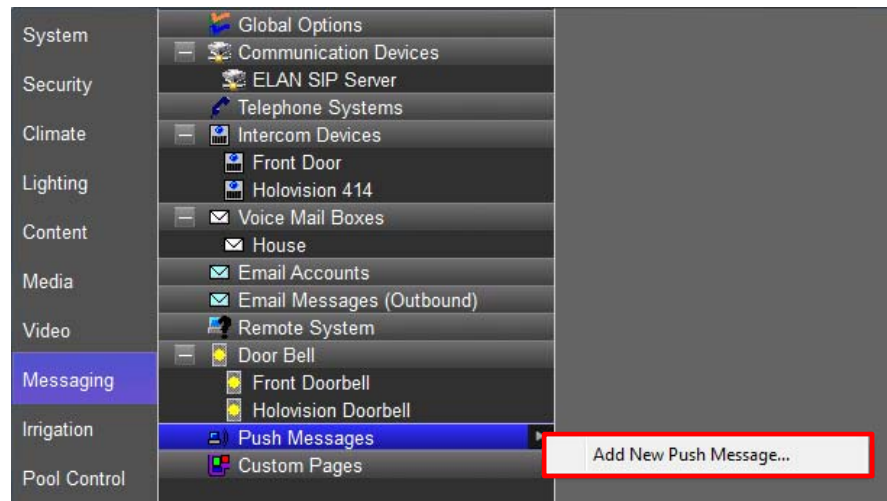 System
Security
Climate
Lighting
Content
Media
Video
Messaging
Irrigation
Pool Control
Global Options
Communication Devices
ELAN SIP Server
Telephone Systems
Intercom Devices
Front Door
Holovision 414
Voice Mail Boxes
House
Email Accounts
Email Messages (Outbound)
Remote System
Door Bell
Front Doorbell
Holovision Doorbell
Push Messages
Custom Pages
Add New Push Message...